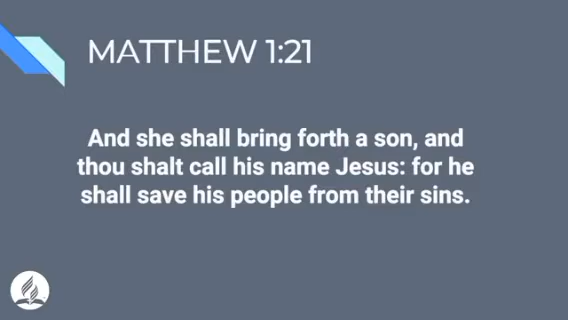 MATTHEW 1:21
And she shall bring forth a son, and
thou shalt call his name Jesus: for he
shall save his people from their sins.